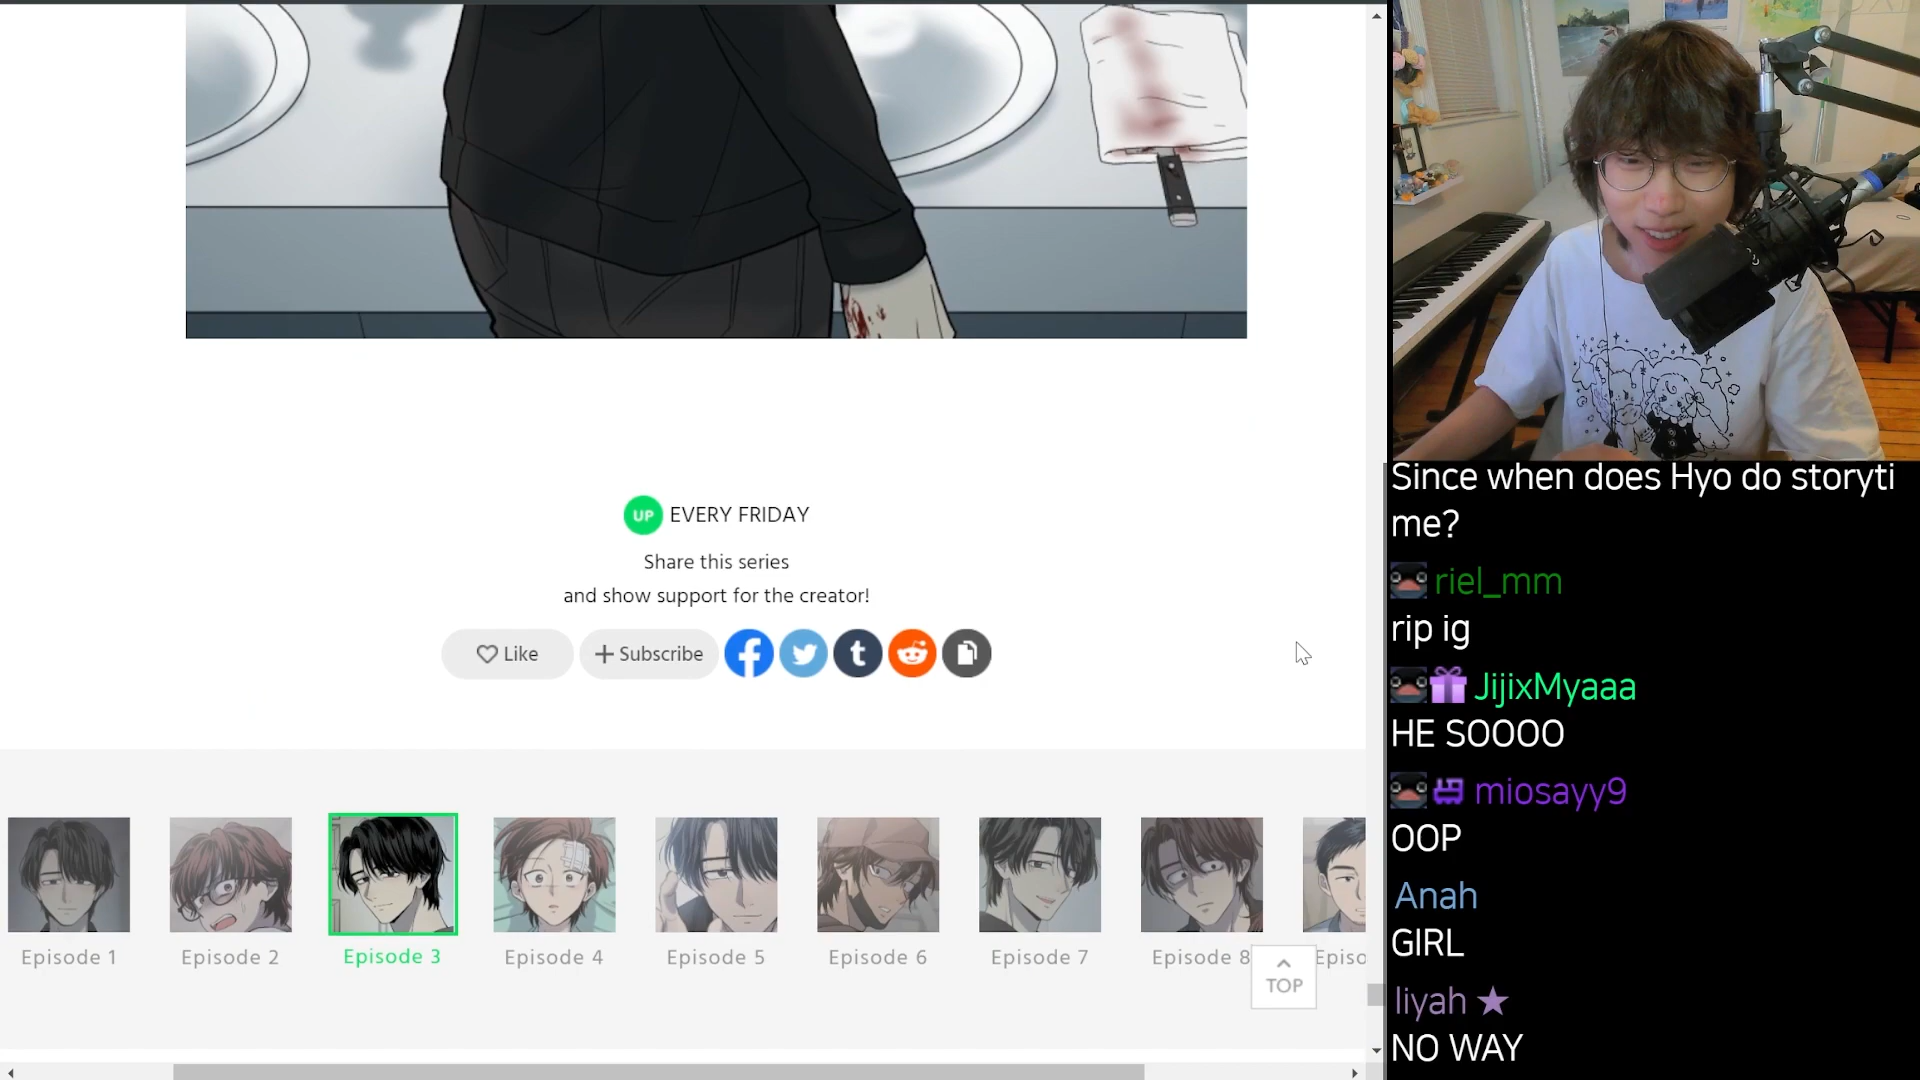 UP EVERY FRIDAY
Share this series
and show support for the creator!
Like
+ Subscribe
Episode 1
Episode 2
Episode 3
Episode 4
Episode 5
Episode 6
Episode 7
Episode 8
Episo
TOP
Since when does Hyo do storyti
me?
riel_mm
rip ig
JijixMyaaa
HE SOOOO
miosayy9
OOP
Anah
GIRL
liyah ★
NO WAY